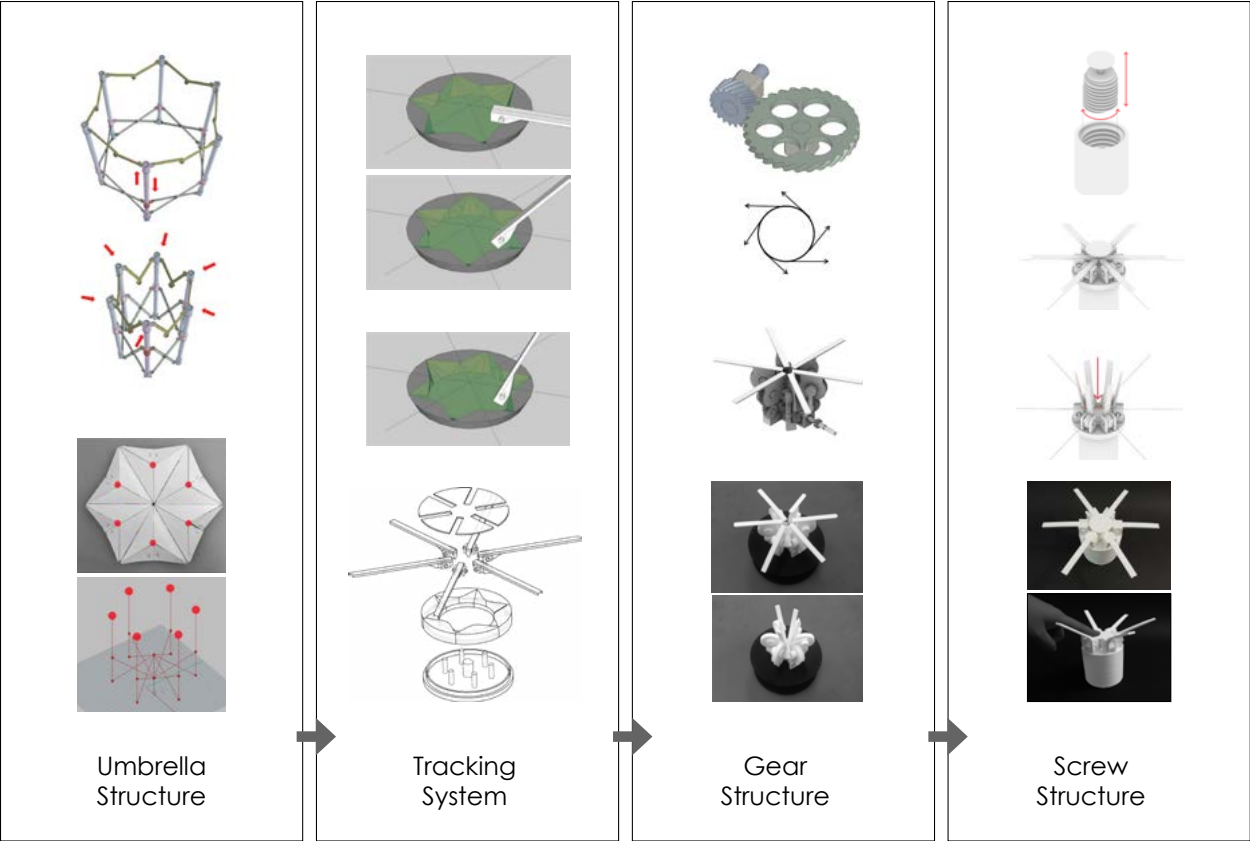 Umbrella
Structure
Tracking
System
Gear
Structure
Screw
Structure